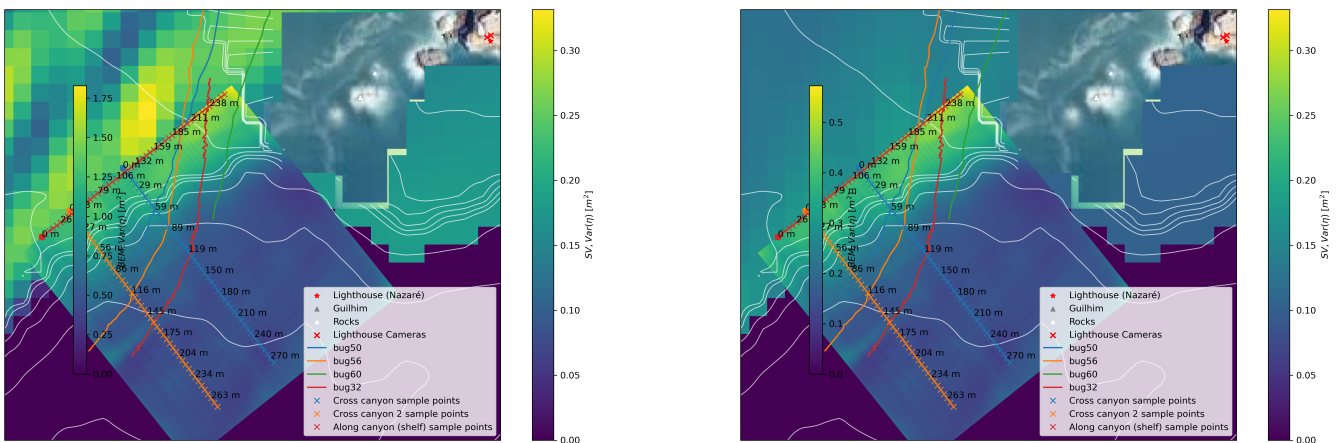 0.30
0.25
0.20
0.15
0.10
0.05
0.00
SV, Var(η) [m²]
1.75
1.50
1.25
1.00
0.75
0.50
0.25
0.00
BEM, Var(η) [m²]
238 m
211 m
185 m
159 m
132 m
106 m
79 m
26
0 m
29 m
59 m
89 m
119 m
150 m
180 m
210 m
240 m
270 m
27 m
56 m
86 m
116 m
145 m
175 m
204 m
234 m
263 m
Lighthouse (Nazaré)
Guilhim
Rocks
Lighthouse Cameras
bug50
bug56
bug60
bug32
Cross canyon sample points
Cross canyon 2 sample points
Along canyon (shelf) sample points
0.30
0.25
0.20
0.15
0.10
0.05
0.00
SV, Var(η) [m²]
0.5
0.4
0.3
0.2
0.1
0.0
BEM, Var(η) [m²]
238 m
211 m
185 m
159 m
132 m
106 m
79 m
26
0 m
29 m
59 m
89 m
119 m
150 m
180 m
210 m
240 m
270 m
27 m
56 m
86 m
116 m
145 m
175 m
204 m
234 m
263 m
Lighthouse (Nazaré)
Guilhim
Rocks
Lighthouse Cameras
bug50
bug56
bug60
bug32
Cross canyon sample points
Cross canyon 2 sample points
Along canyon (shelf) sample points